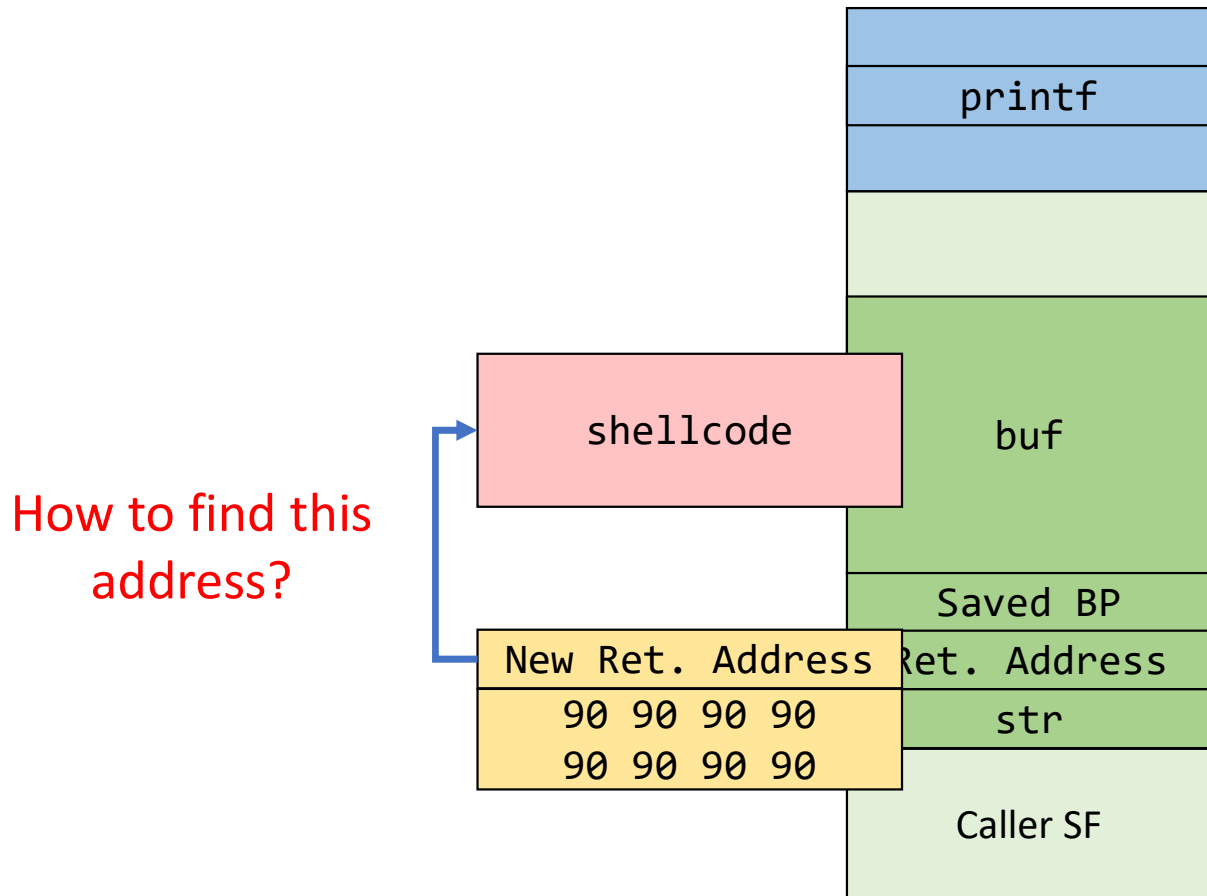 printf
shellcode
buf
How to find this
address?
Saved BP
New Ret. Address
Ret. Address
90 90 90 90
str
90 90 90 90
Caller SF